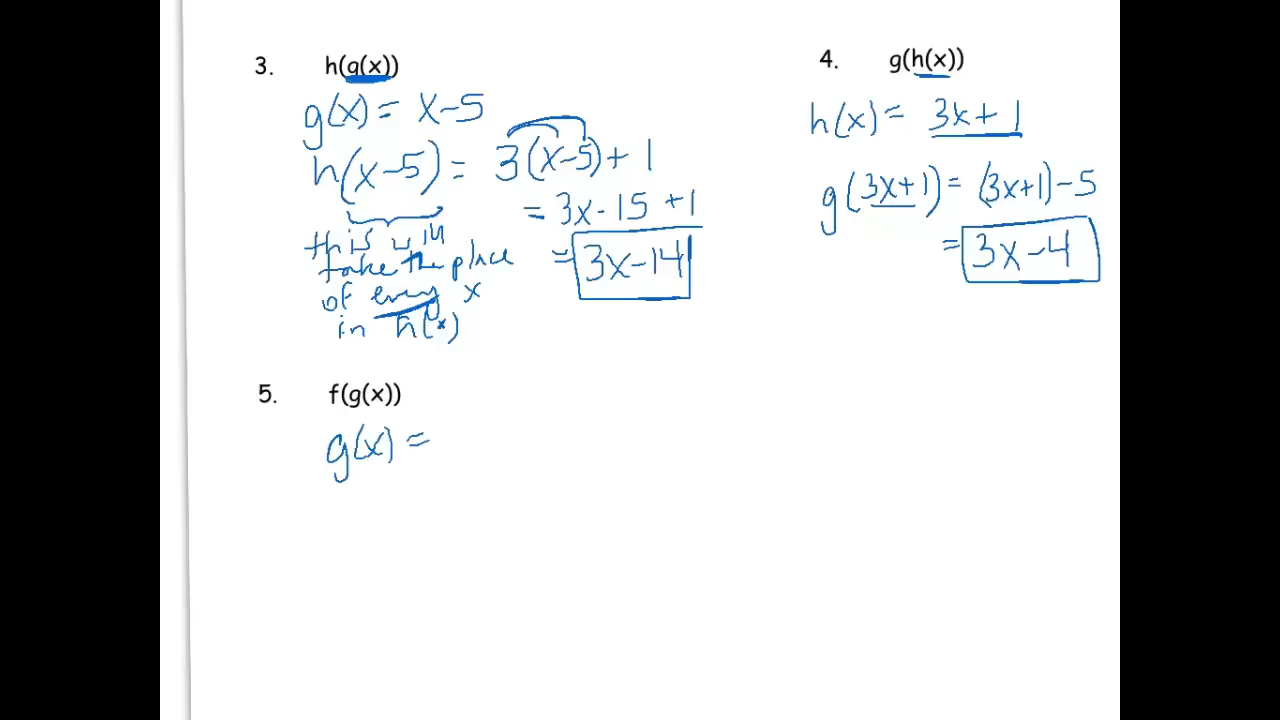 3. h(g(x))
g(x) = x-5
h(x-5) = 3(x-5)+1
= 3x-15+1
= 3x-14
this will
take the place
of every x
in h(x)
4. g(h(x))
h(x) = 3x+1
g(3x+1) = (3x+1)-5
= 3x-4
5. f(g(x))
g(x) =